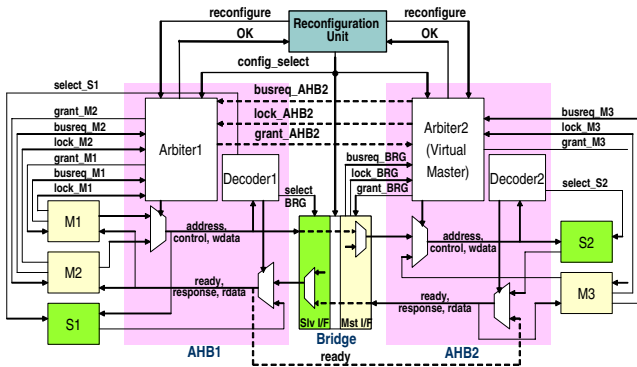 reconfigure
Reconfiguration
Unit
reconfigure
OK
OK
config_select
select_S1
busreq_AHB2
grant_M2
busreq_M2
lock_M2
grant_M1
busreq_M1
lock_M1
Arbiter1
lock_AHB2
grant_AHB2
Arbiter2
(Virtual
Master)
busreq_M3
lock_M3
grant_M3
busreq_BRG
lock_BRG
grant_BRG
Decoder1
select
BRG
Decoder2
select_S2
M1
address,
control, wdata
address,
control, wdata
S2
M2
ready,
response, rdata
ready,
response, rdata
M3
S1
Slv I/F
Mst I/F
AHB1
Bridge
AHB2
ready